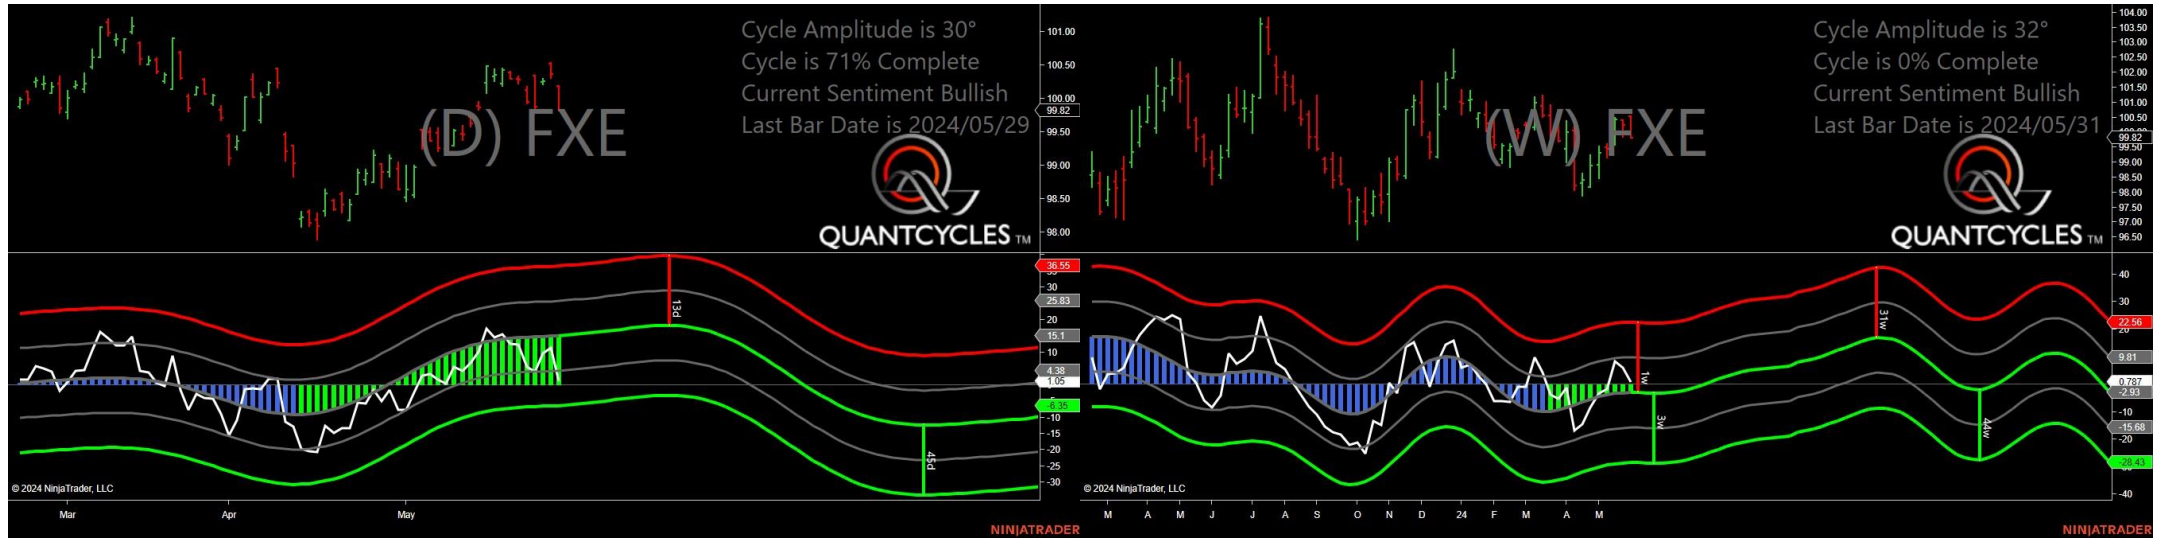 Cycle Amplitude is 30°
Cycle is 71% Complete
Current Sentiment Bullish
Last Bar Date is 2024/05/29
(D) FXE
QUANTCYCLES TM
101.00
100.50
100.00
99.82
99.50
99.00
98.50
98.00
36.55
30
25.83
20
15.1
10
4.38
1.05
-6.35
-10
-15
-20
-25
-30
13d
45d
© 2024 NinjaTrader, LLC
Mar Apr May
NINJATRADER
Cycle Amplitude is 32°
Cycle is 0% Complete
Current Sentiment Bullish
Last Bar Date is 2024/05/31
(W) FXE
QUANTCYCLES TM
104.00
103.50
103.00
102.50
102.00
101.50
101.00
100.50
99.82
99.50
99.00
98.50
98.00
97.50
97.00
96.50
40
30
22.56
20
9.81
0.787
-2.93
-10
-15.68
-20
-28.43
-40
1w
3w
31w
44w
© 2024 NinjaTrader, LLC
M A M J J A S O N D 24 F M A M
NINJATRADER